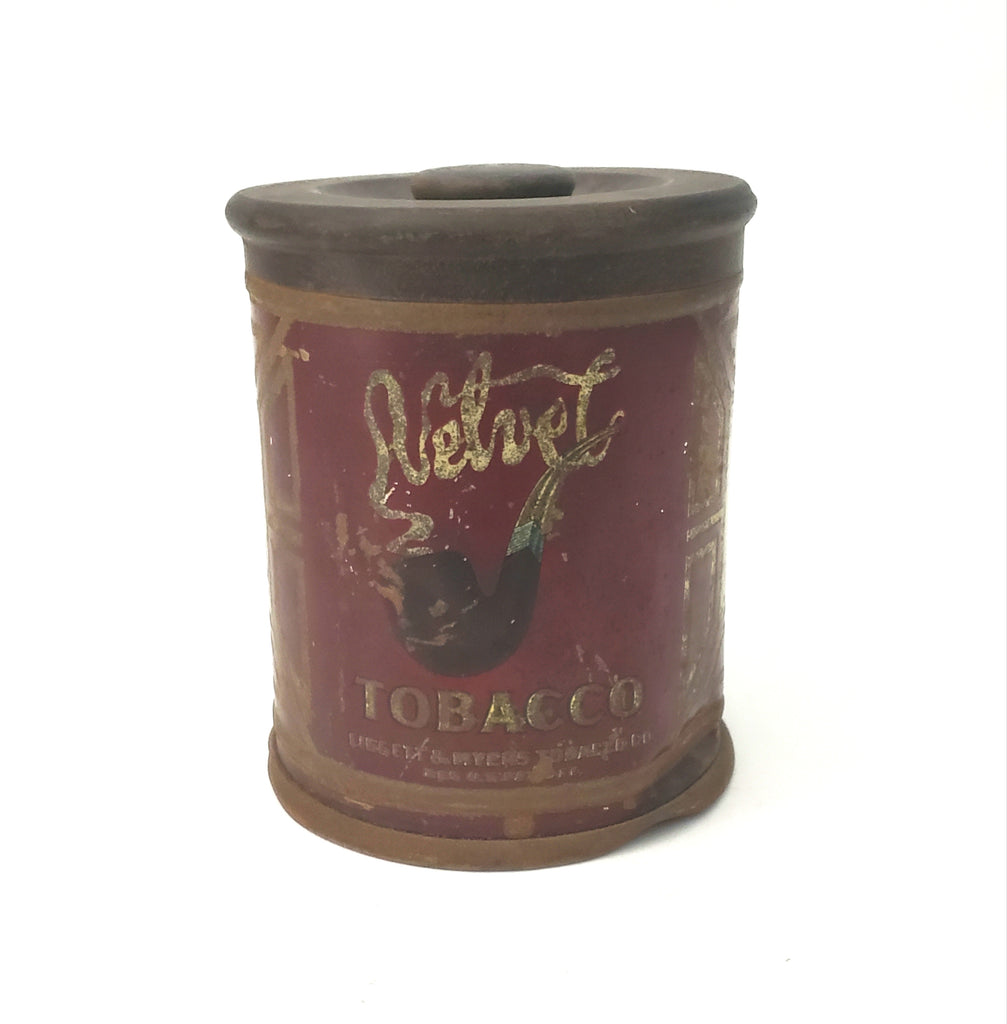 Velvet
TOBACCO
LIGGETT & MYERS TOBACCO CO.